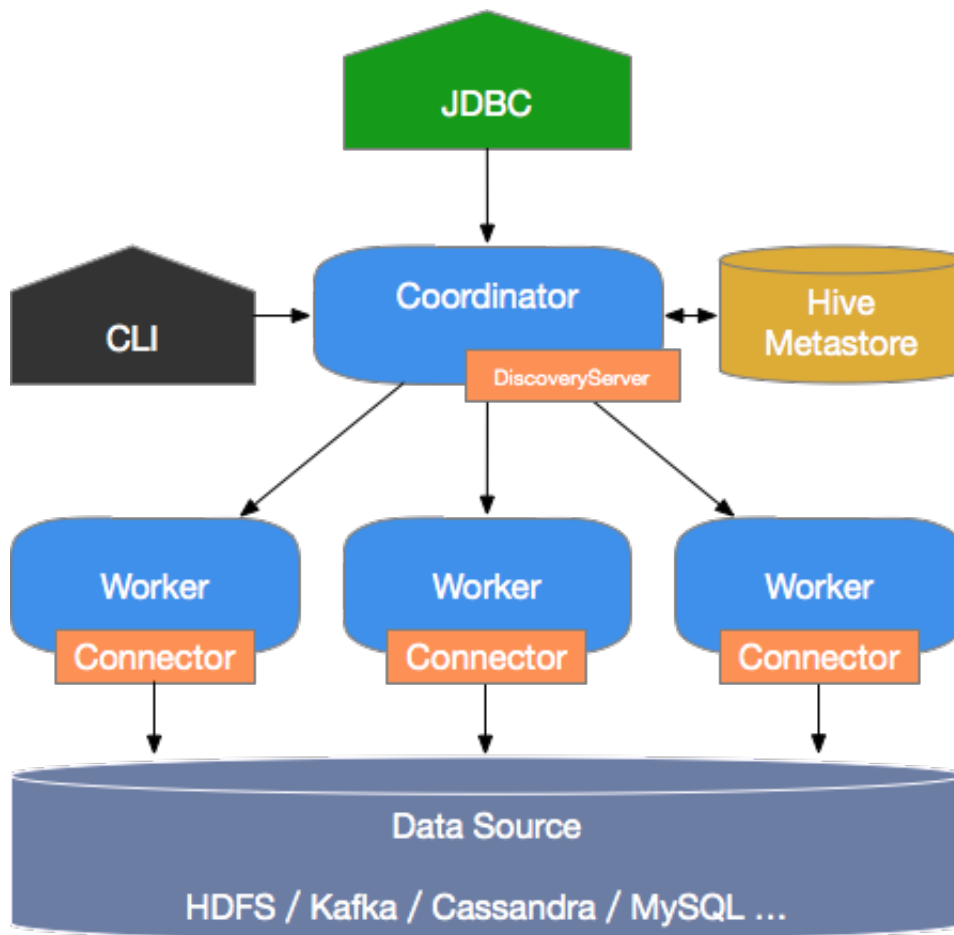 JDBC
CLI
Coordinator
Hive
Metastore
DiscoveryServer
Worker
Worker
Worker
Connector
Connector
Connector
Data Source
HDFS / Kafka / Cassandra / MySQL ...